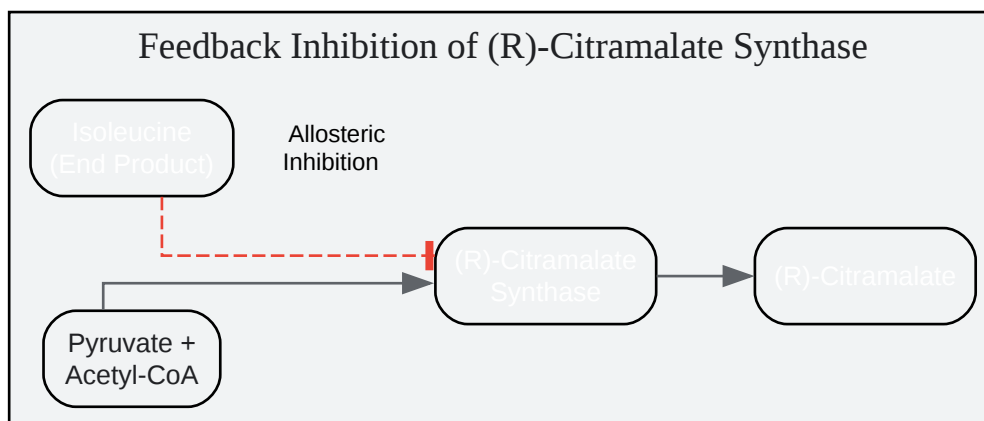 Feedback Inhibition of (R)-Citramalate Synthase
Isoleucine
(End Product)
Allosteric
Inhibition
(R)-Citramalate
Synthase
(R)-Citramalate
Pyruvate +
Acetyl-CoA